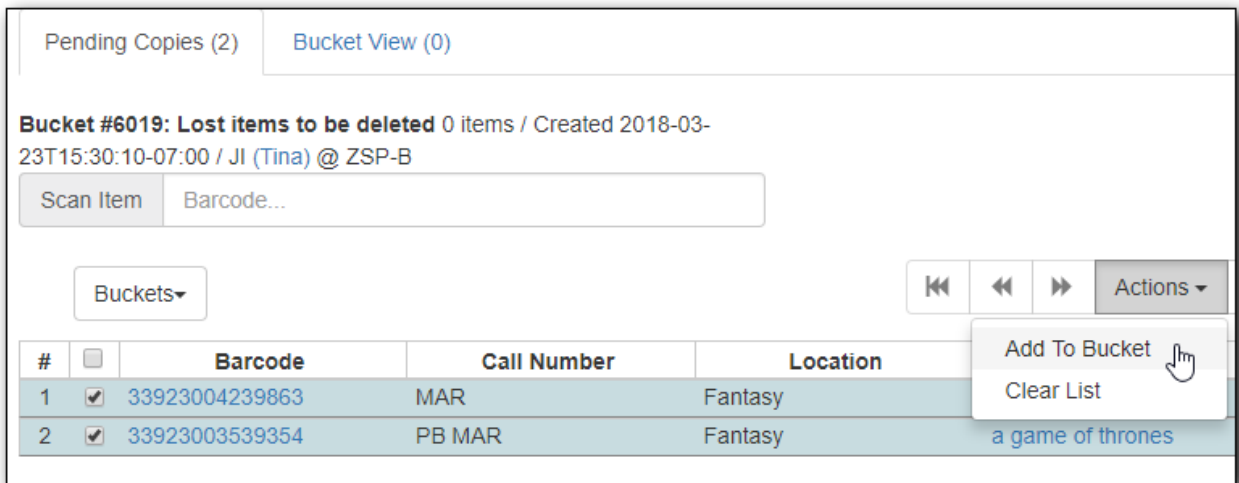 Pending Copies (2) Bucket View (0)
Bucket #6019: Lost items to be deleted 0 items / Created 2018-03-
23T15:30:10-07:00 / JI (Tina) @ ZSP-B
Scan Item Barcode...
Buckets Actions
Add To Bucket
Clear List
# Barcode Call Number Location
1 33923004239863 MAR Fantasy
2 33923003539354 PB MAR Fantasy a game of thrones